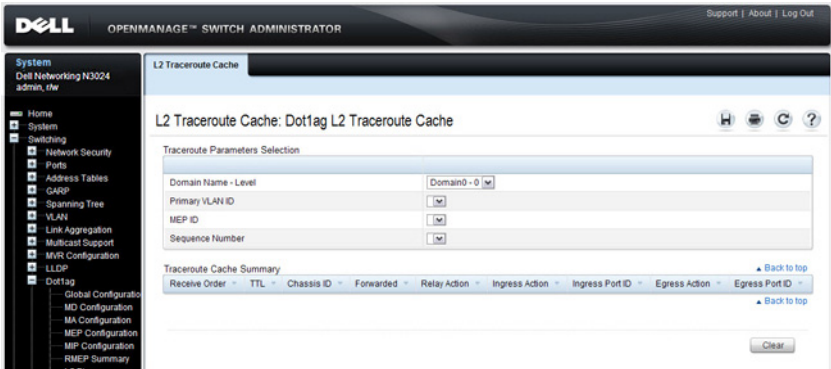 Support | About | Log Out
DELL OPENMANAGE™ SWITCH ADMINISTRATOR
System
Dell Networking N3024
admin, r/w
L2 Traceroute Cache
Home
System
Switching
Network Security
Ports
Address Tables
GARP
Spanning Tree
VLAN
Link Aggregation
Multicast Support
MVR Configuration
LLDP
Dot1ag
Global Configuratio
MD Configuration
MA Configuration
MEP Configuration
MIP Configuration
RMEP Summary
L2 Traceroute Cache: Dot1ag L2 Traceroute Cache
Traceroute Parameters Selection
Domain Name - Level Domain0 - 0
Primary VLAN ID
MEP ID
Sequence Number
Back to top
Traceroute Cache Summary
Receive Order TTL Chassis ID Forwarded Relay Action Ingress Action Ingress Port ID Egress Action Egress Port ID
Back to top
Clear